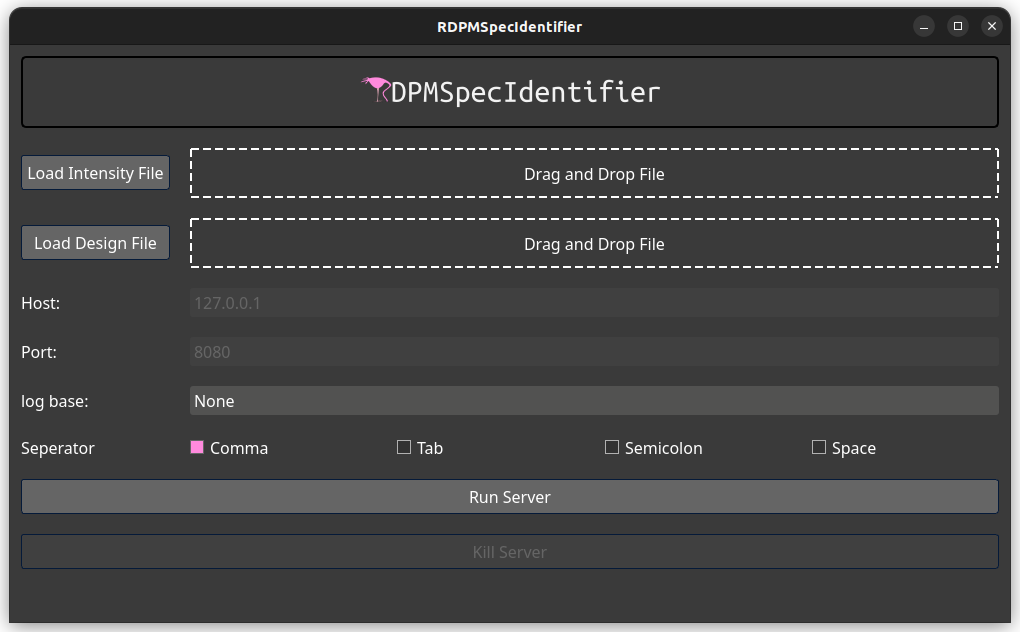 RDPMSpecIdentifier
RDPMSpecIdentifier
Load Intensity File
Drag and Drop File
Load Design File
Drag and Drop File
Host:
127.0.0.1
Port:
8080
log base:
None
Seperator
Comma
Tab
Semicolon
Space
Run Server
Kill Server